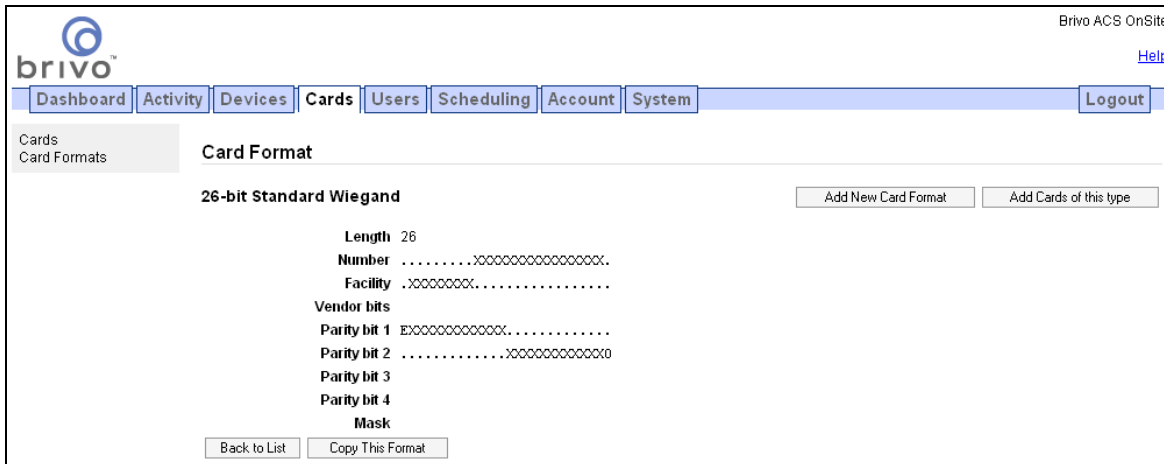 Brivo ACS OnSite
brivo™
Help
Dashboard Activity Devices Cards Users Scheduling Account System Logout
Cards
Card Formats
Card Format
26-bit Standard Wiegand
Add New Card Format Add Cards of this type
Length 26
Number .........XXXXXXXXXXXXXXXX.
Facility .XXXXXXXX.................
Vendor bits
Parity bit 1 EXXXXXXXXXXXX.............
Parity bit 2 .............XXXXXXXXXXXXO
Parity bit 3
Parity bit 4
Mask
Back to List Copy This Format